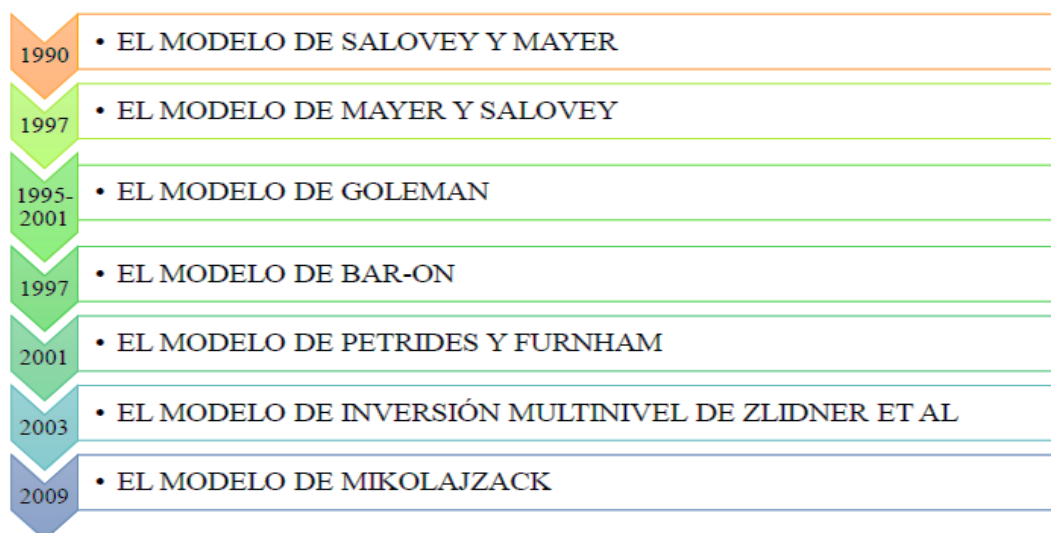 1990
• EL MODELO DE SALOVEY Y MAYER
1997
• EL MODELO DE MAYER Y SALOVEY
1995-
2001
• EL MODELO DE GOLEMAN
1997
• EL MODELO DE BAR-ON
2001
• EL MODELO DE PETRIDES Y FURNHAM
2003
• EL MODELO DE INVERSIÓN MULTINIVEL DE ZLIDNER ET AL
2009
• EL MODELO DE MIKOLAJZACK